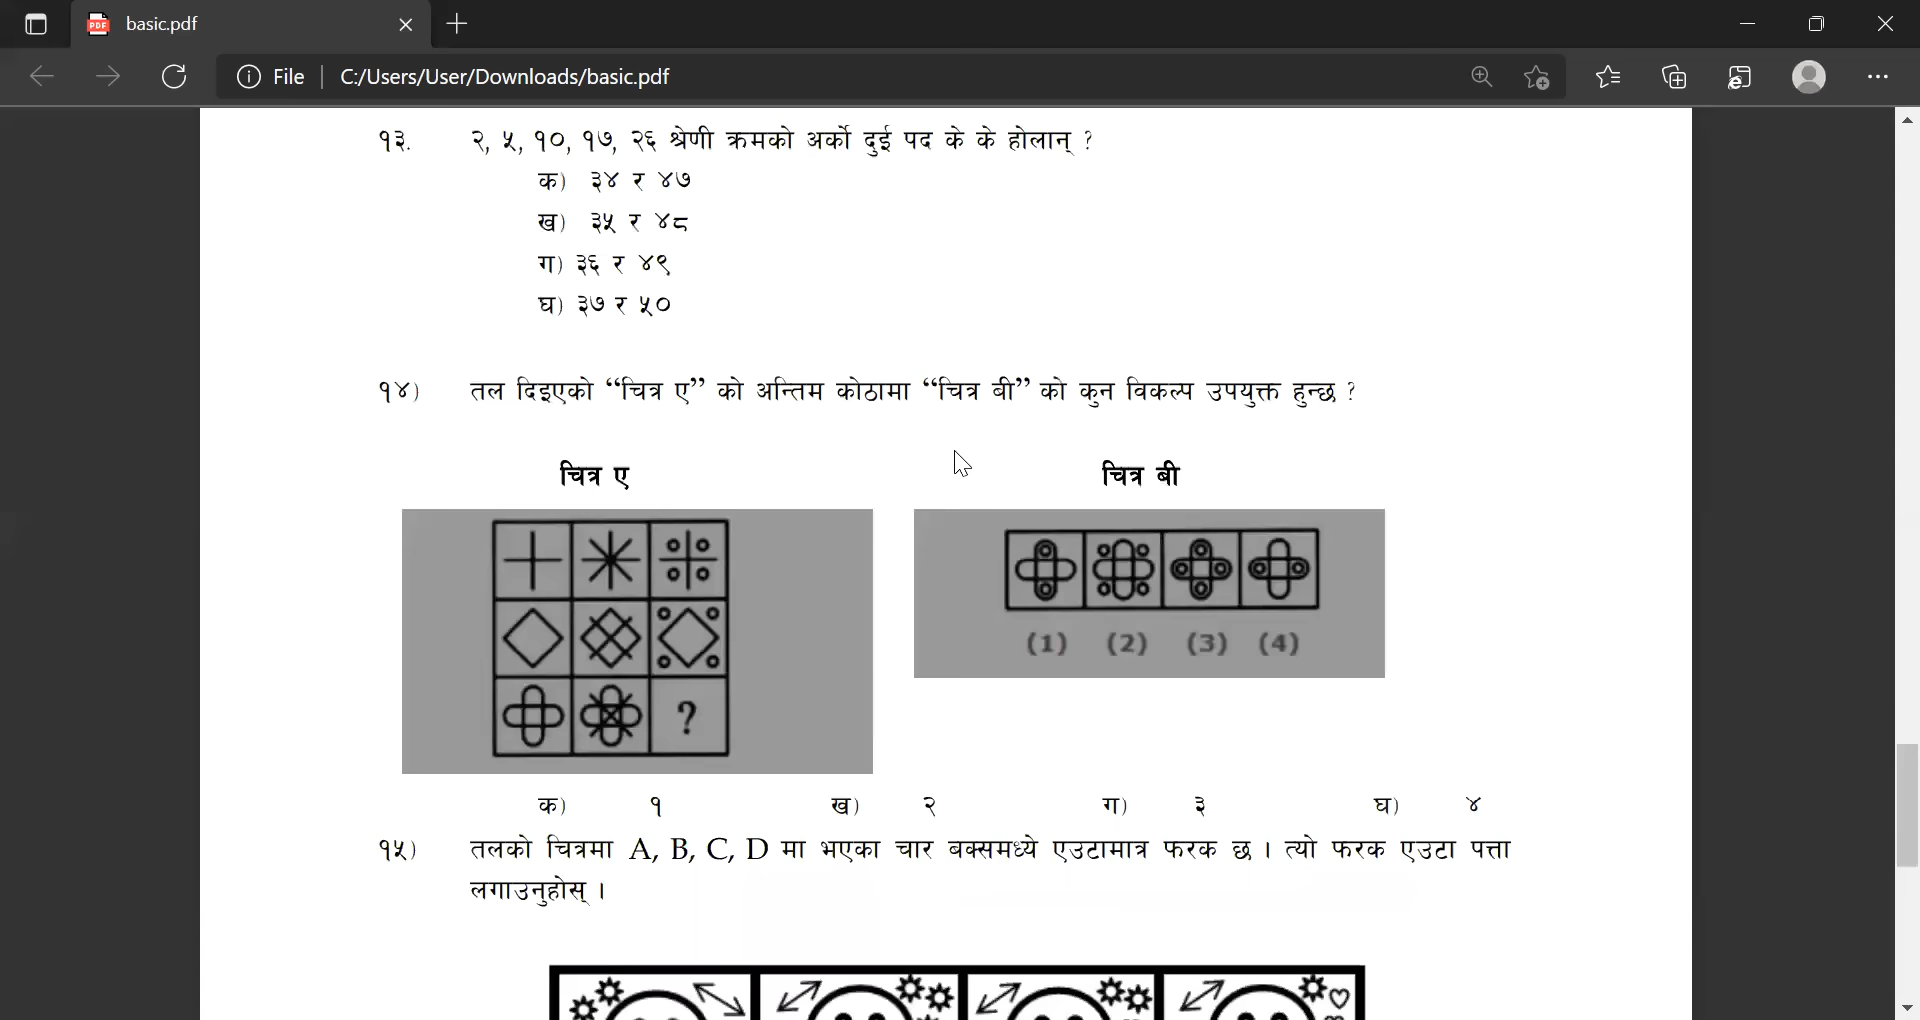 basic.pdf
File C:/Users/User/Downloads/basic.pdf
१३. २, ५, १०, १७, २६ श्रेणी क्रमको अर्को दुई पद के के होलान् ?
क) ३४ र ४७
ख) ३५ र ४८
ग) ३६ र ४९
घ) ३७ र ५०
१४) तल दिइएको “चित्र ए” को अन्तिम कोठामा “चित्र बी” को कुन विकल्प उपयुक्त हुन्छ ?
चित्र ए चित्र बी
?
(1) (2) (3) (4)
क) १ ख) २ ग) ३ घ) ४
१५) तलको चित्रमा A, B, C, D मा भएका चार बक्समध्ये एउटामात्र फरक छ । त्यो फरक एउटा पत्ता
लगाउनुहोस् ।